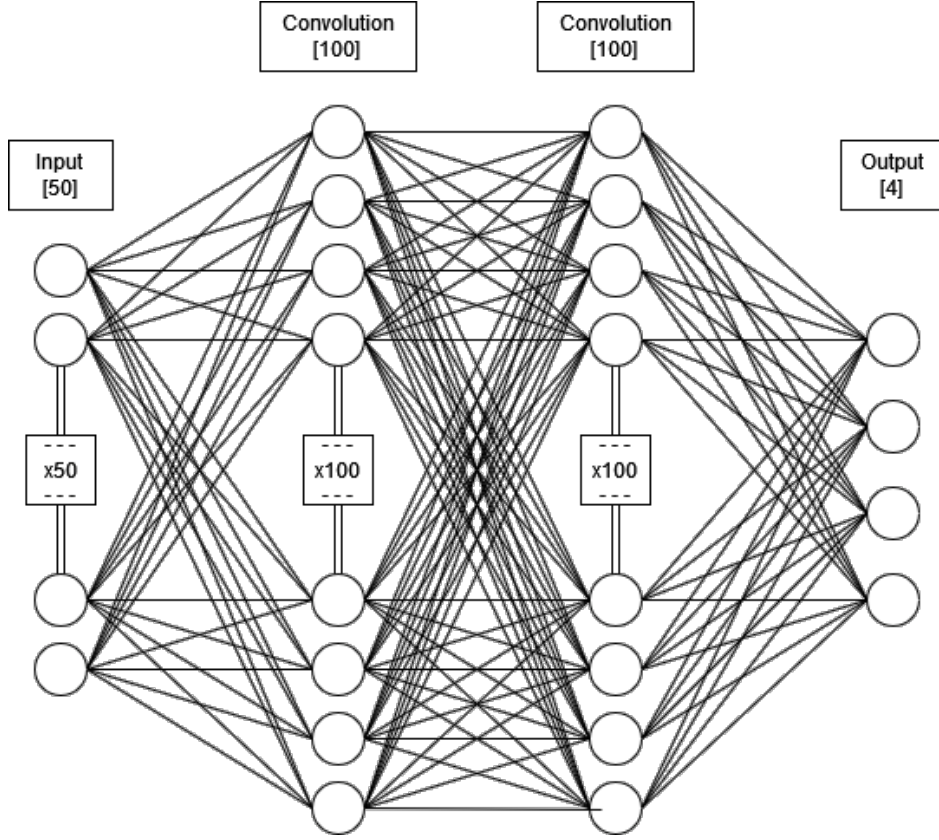 Convolution
[100]
Convolution
[100]
Input
[50]
Output
[4]
---
x50
---
---
x100
---
---
x100
---